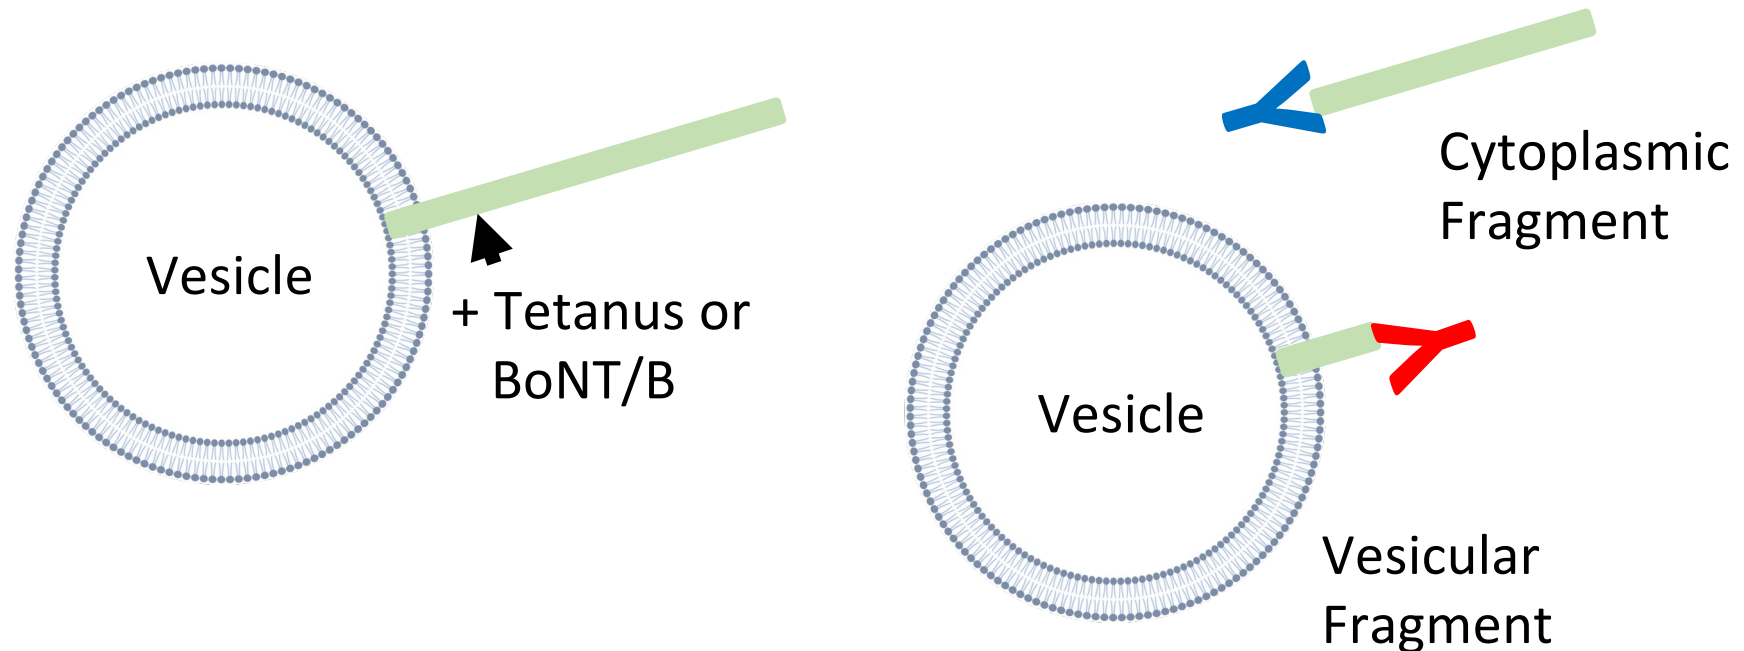 Vesicle
+ Tetanus or
BoNT/B
Cytoplasmic
Fragment
Vesicle
Vesicular
Fragment